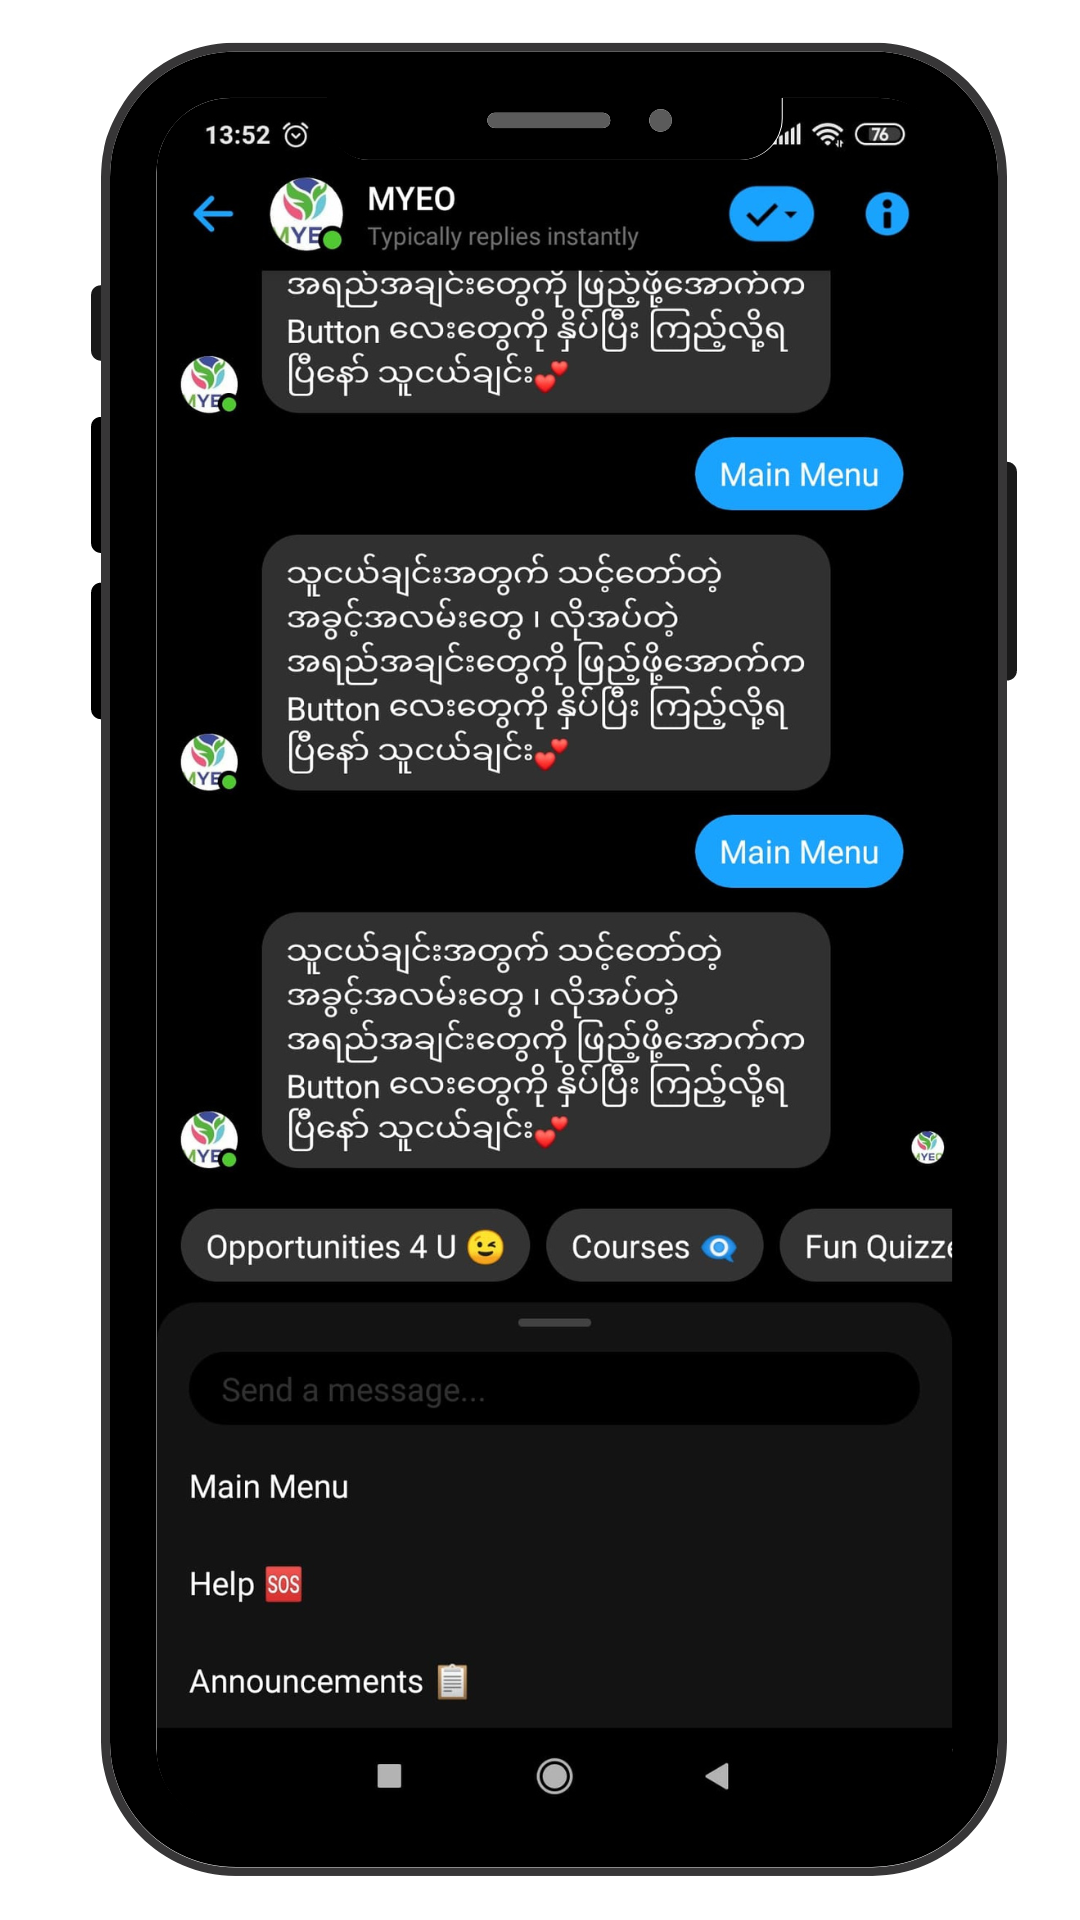 13:52
76
MYEO
Typically replies instantly
အရည်အချင်းတွေကို ဖြည့်ဖို့အောက်က
Button လေးတွေကို နှိပ်ပြီး ကြည့်လို့ရ
ပြီနော် သူငယ်ချင်း💕
Main Menu
သူငယ်ချင်းအတွက် သင့်တော်တဲ့
အခွင့်အလမ်းတွေ ၊ လိုအပ်တဲ့
အရည်အချင်းတွေကို ဖြည့်ဖို့အောက်က
Button လေးတွေကို နှိပ်ပြီး ကြည့်လို့ရ
ပြီနော် သူငယ်ချင်း💕
Main Menu
သူငယ်ချင်းအတွက် သင့်တော်တဲ့
အခွင့်အလမ်းတွေ ၊ လိုအပ်တဲ့
အရည်အချင်းတွေကို ဖြည့်ဖို့အောက်က
Button လေးတွေကို နှိပ်ပြီး ကြည့်လို့ရ
ပြီနော် သူငယ်ချင်း💕
Opportunities 4 U 😉 Courses 👁️‍🗨️ Fun Quizze
Send a message...
Main Menu
Help 🆘
Announcements 📋